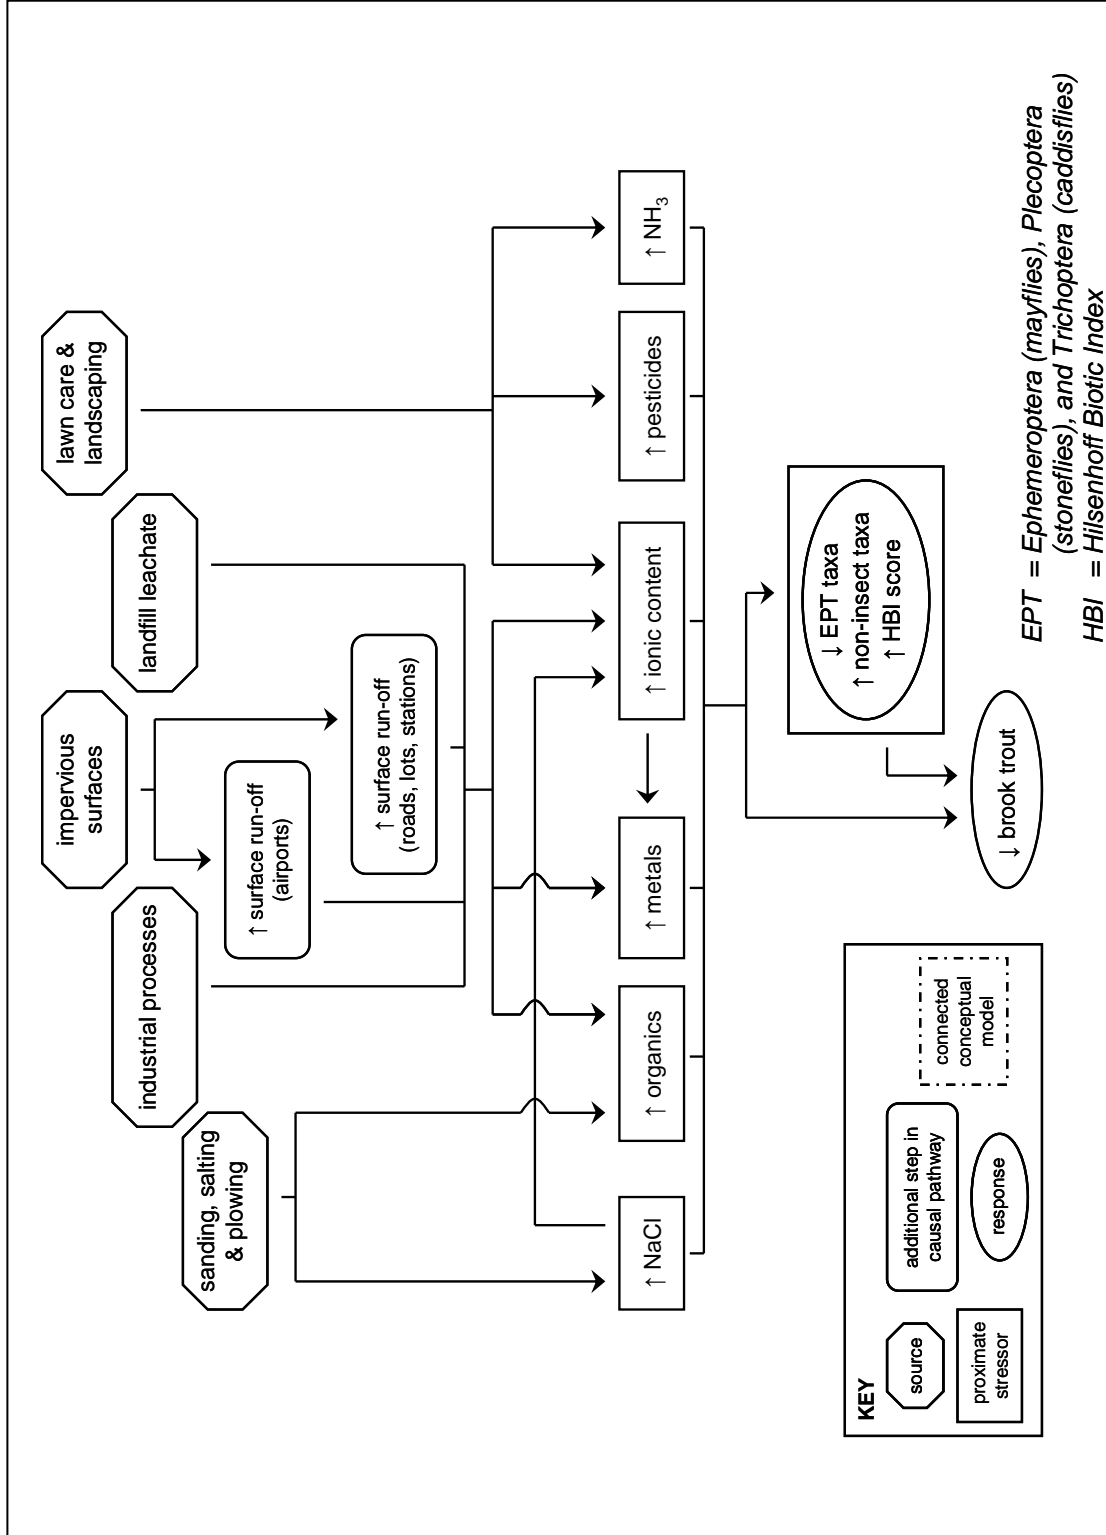 impervious
surfaces
lawn care &
landscaping
industrial processes
landfill leachate
sanding, salting
& plowing
↑ surface run-off
(airports)
↑ surface run-off
(roads, lots, stations)
↑ NaCl
↑ organics
↑ metals
↑ ionic content
↑ pesticides
↑ NH₃
↓ EPT taxa
↑ non-insect taxa
↑ HBI score
↓ brook trout
KEY
source
additional step in
causal pathway
connected
conceptual
model
proximate
stressor
response
EPT = Ephemeroptera (mayflies), Plecoptera
(stoneflies), and Trichoptera (caddisflies)
HBI = Hilsenhoff Biotic Index